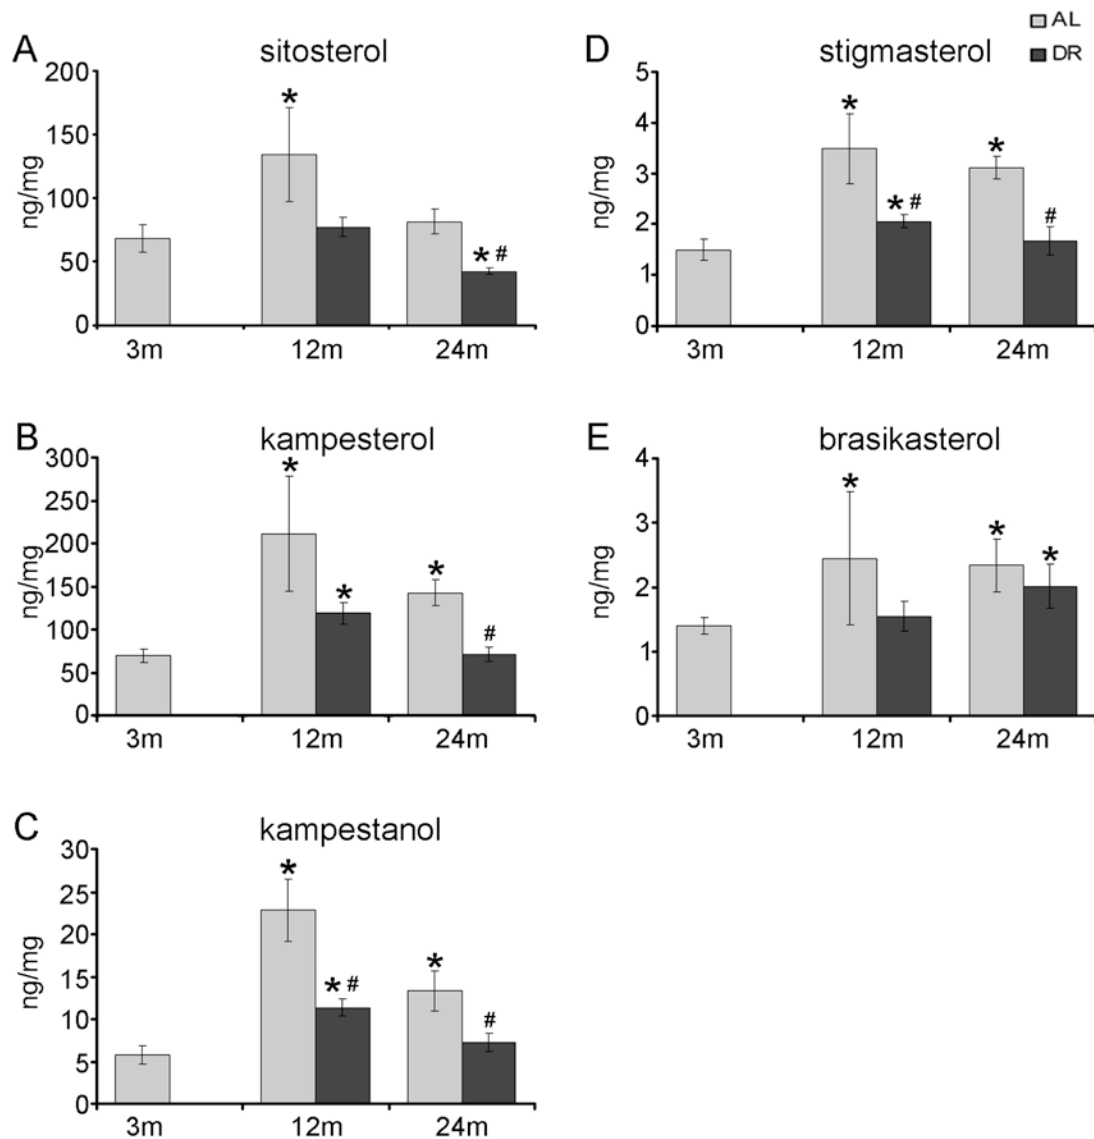 AL
DR
A
sitosterol
200
150
100
50
0
ng/mg
*
* #
3m
12m
24m
B
kampesterol
300
250
200
150
100
50
0
ng/mg
*
*
*
#
3m
12m
24m
C
kampestanol
30
25
20
15
10
5
0
ng/mg
*
* #
*
#
3m
12m
24m
D
stigmasterol
5
4
3
2
1
0
ng/mg
*
* #
*
#
3m
12m
24m
E
brasikasterol
4
3
2
1
0
ng/mg
*
*
*
3m
12m
24m